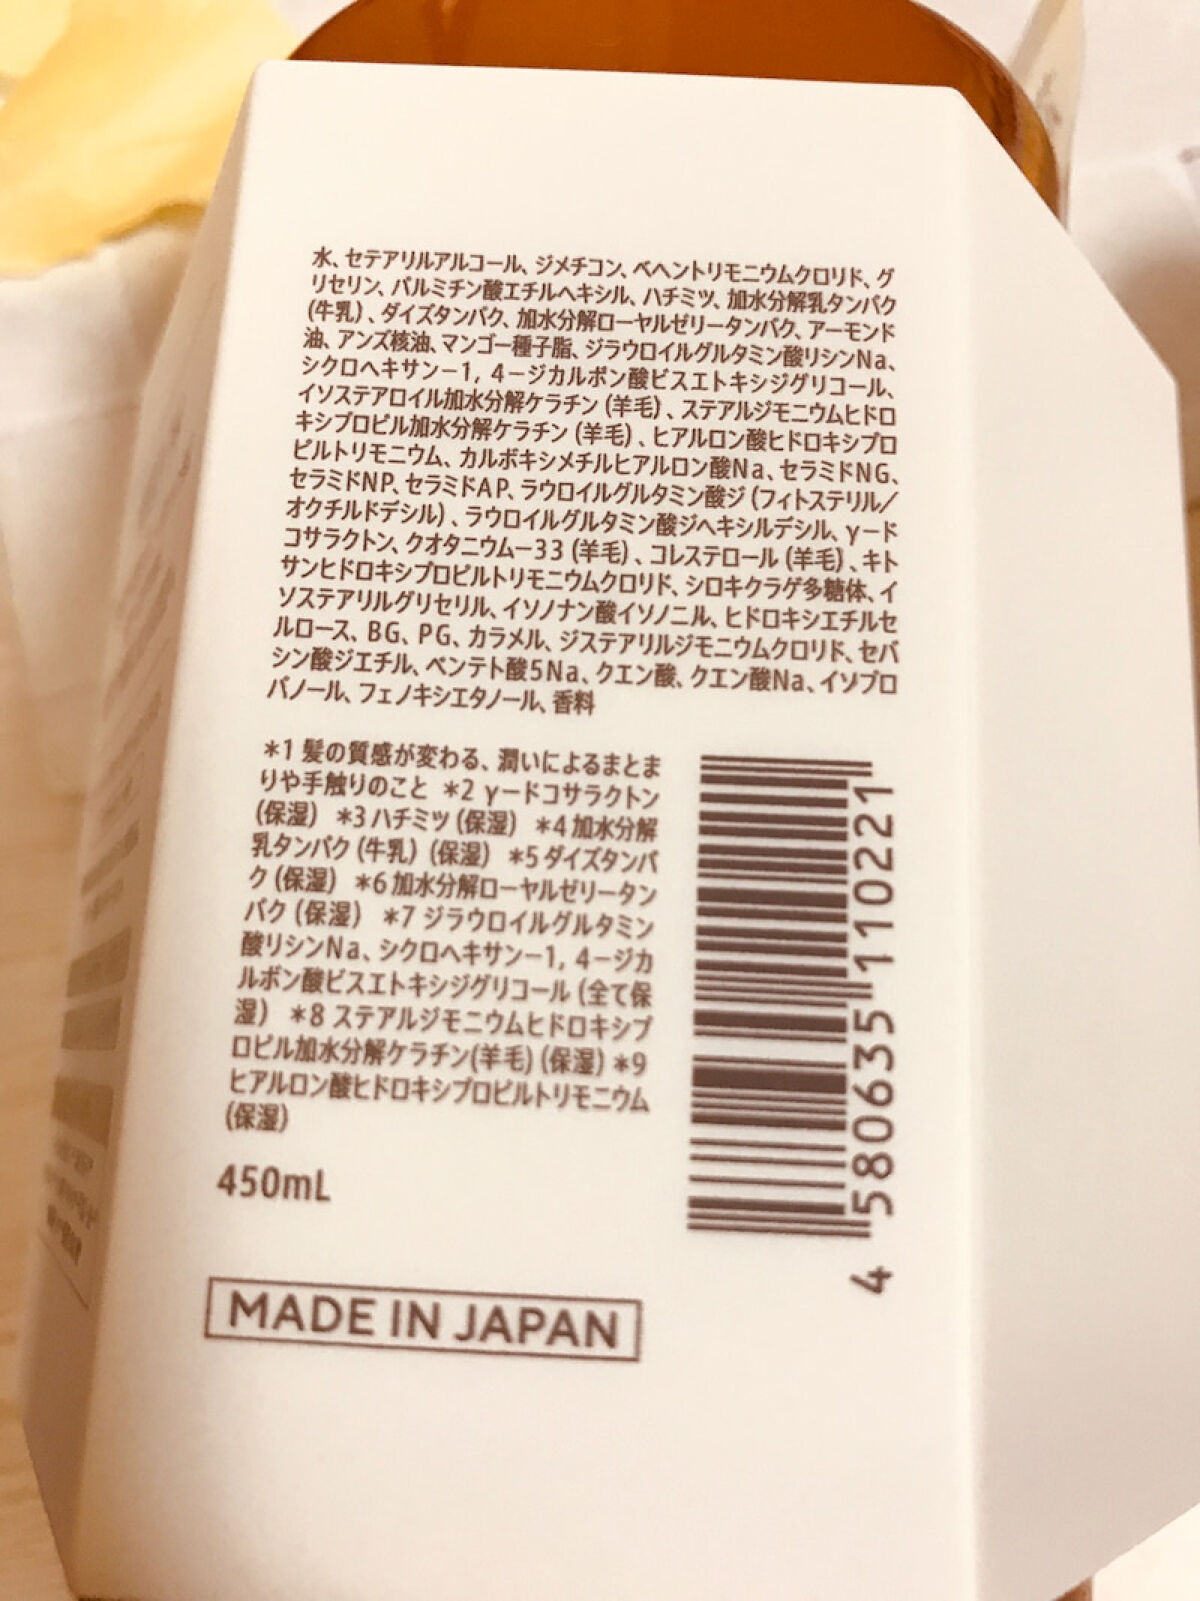 水、セテアリルアルコール、ジメチコン、ベヘントリモニウムクロリド、グ
リセリン、パルミチン酸エチルヘキシル、ハチミツ、加水分解乳タンパク
(牛乳)、ダイズタンパク、加水分解ローヤルゼリータンパク、アーモンド
油、アンズ核油、マンゴー種子脂、ジラウロイルグルタミン酸リシンNa、
シクロヘキサン－1, 4－ジカルボン酸ビスエトキシジグリコール、
イソステアロイル加水分解ケラチン(羊毛)、ステアルジモニウムヒドロ
キシプロピル加水分解ケラチン(羊毛)、ヒアルロン酸ヒドロキシプロ
ピルトリモニウム、カルボキシメチルヒアルロン酸Na、セラミドNG、
セラミドNP、セラミドAP、ラウロイルグルタミン酸ジ(フィトステリル／
オクチルドデシル)、ラウロイルグルタミン酸ジヘキシルデシル、γード
コサラクトン、クオタニウムー33(羊毛)、コレステロール(羊毛)、キト
サンヒドロキシプロピルトリモニウムクロリド、シロキクラゲ多糖体、イ
ソステアリルグリセリル、イソノナン酸イソノニル、ヒドロキシエチルセ
ルロース、BG、PG、カラメル、ジステアリルジモニウムクロリド、セバ
シン酸ジエチル、ペンテト酸5Na、クエン酸、クエン酸Na、イソプロ
パノール、フェノキシエタノール、香料
＊1 髪の質感が変わる、潤いによるまとま
りや手触りのこと ＊2 γードコサラクトン
(保湿) ＊3 ハチミツ(保湿) ＊4 加水分解
乳タンパク(牛乳)(保湿) ＊5 ダイズタンパ
ク(保湿) ＊6 加水分解ローヤルゼリータン
パク(保湿) ＊7 ジラウロイルグルタミン
酸リシンNa、シクロヘキサン－1, 4－ジカ
ルボン酸ビスエトキシジグリコール(全て保
湿) ＊8 ステアルジモニウムヒドロキシプ
ロピル加水分解ケラチン(羊毛)(保湿) ＊9
ヒアルロン酸ヒドロキシプロピルトリモニウム
(保湿)
450mL
MADE IN JAPAN
4 580635 110221